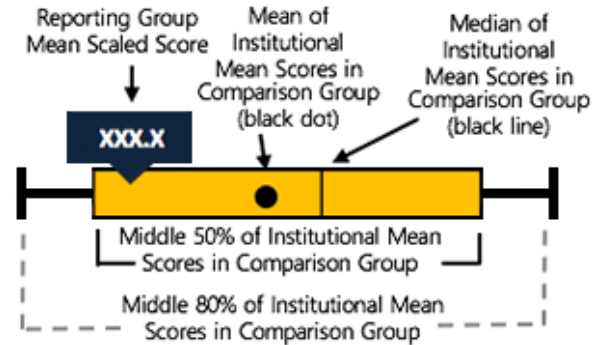 Reporting Group
Mean Scaled Score
Mean
of
Institutional
Mean Scores in
Comparison Group
(black dot)
Median
of
Institutional
Mean Scores in
Comparison Group
(black line)
XXX.X
Middle 50% of Institutional Mean
Scores in Comparison Group
Middle 80% of Institutional Mean
Scores in Comparison Group